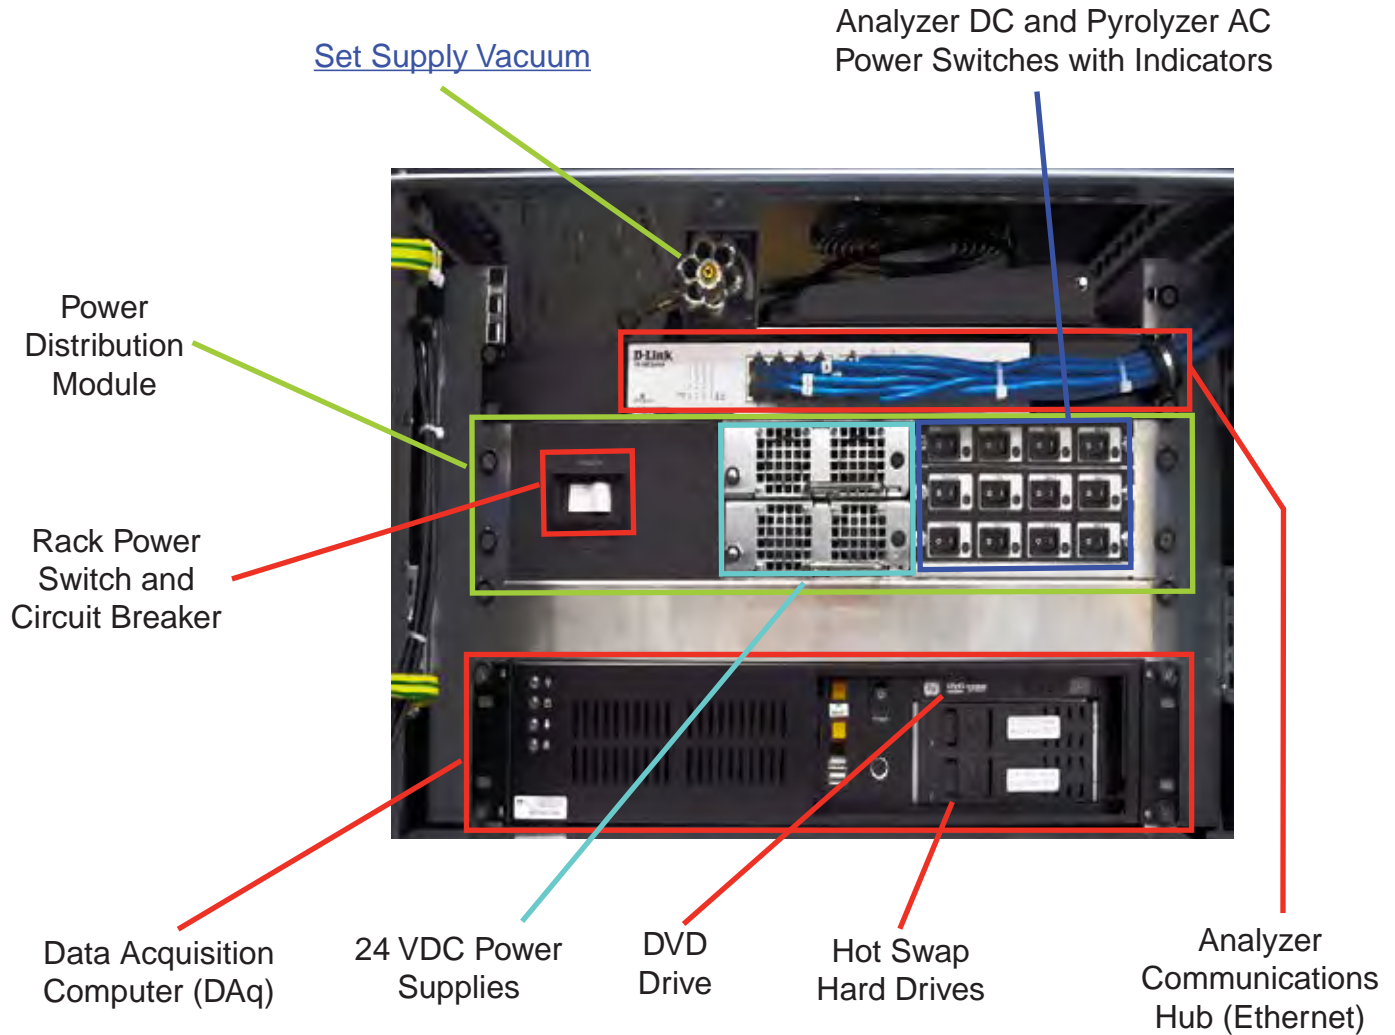 Analyzer DC and Pyrolyzer AC
Power Switches with Indicators
Set Supply Vacuum
Power
Distribution
Module
D-Link
Rack Power
Switch and
Circuit Breaker
Data Acquisition
Computer (DAq)
24 VDC Power
Supplies
DVD
Drive
Hot Swap
Hard Drives
Analyzer
Communications
Hub (Ethernet)